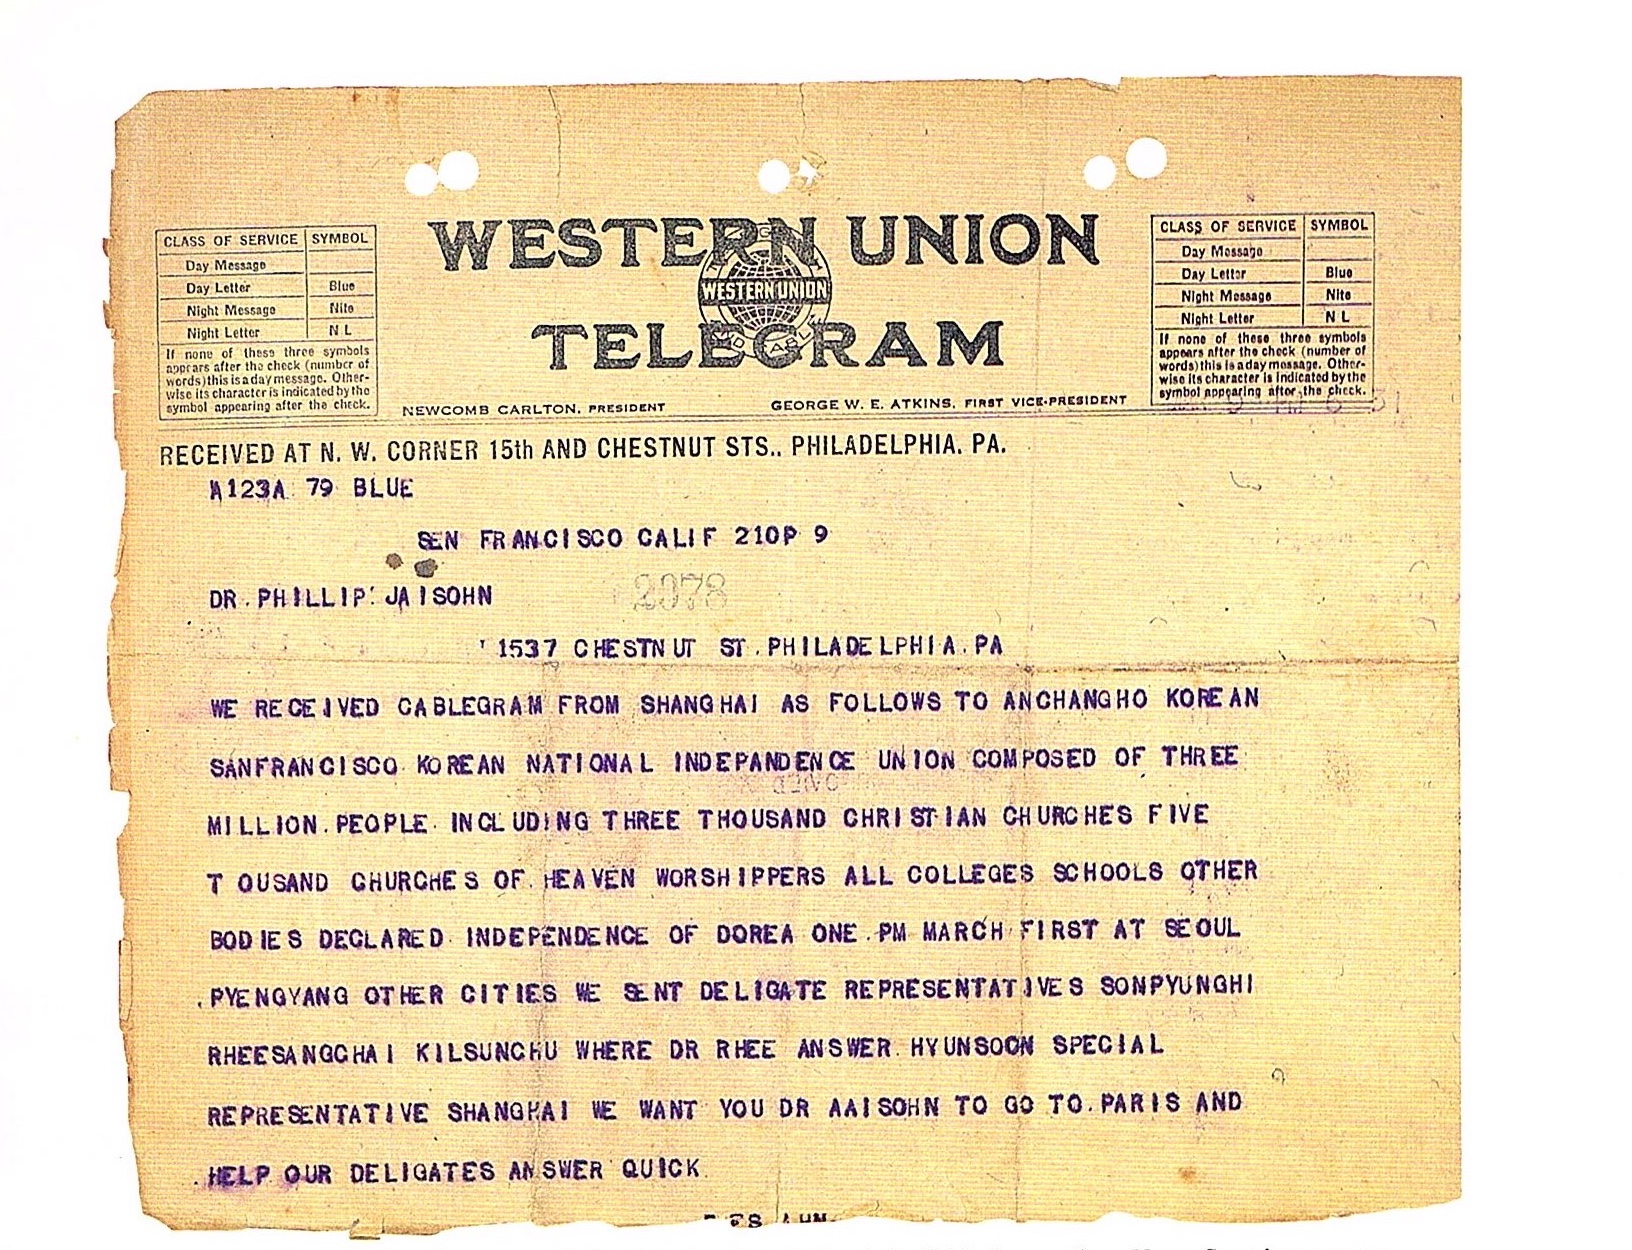 CLASS OF SERVICE SYMBOL
Day Message
Day Letter Blue
Night Message Nite
Night Letter N L
If none of these three symbols
appears after the check (number of
words) this is a day message. Other-
wise its character is indicated by the
symbol appearing after the check.
WESTERN UNION
WESTERN UNION
TELEGRAM
NEWCOMB CARLTON, PRESIDENT
GEORGE W. E. ATKINS, FIRST VICE-PRESIDENT
CLASS OF SERVICE SYMBOL
Day Message
Day Letter Blue
Night Message Nite
Night Letter N L
If none of these three symbols
appears after the check (number of
words) this is a day message. Other-
wise its character is indicated by the
symbol appearing after the check.
RECEIVED AT N. W. CORNER 15th AND CHESTNUT STS., PHILADELPHIA, PA.
A123A 79 BLUE
SEN FRANCISCO CALIF 210P 9
DR. PHILLIP JAISOHN
2078
1537 CHESTNUT ST. PHILADELPHIA. PA
WE RECEIVED CABLEGRAM FROM SHANGHAI AS FOLLOWS TO ANCHANGHO KOREAN
SANFRANCISCO KOREAN NATIONAL INDEPANDENCE UNION COMPOSED OF THREE
MILLION. PEOPLE INCLUDING THREE THOUSAND CHRISTIAN CHURCHES FIVE
T OUSAND CHURCHES OF HEAVEN WORSHIPPERS ALL COLLEGES SCHOOLS OTHER
BODIES DECLARED INDEPENDENCE OF DOREA ONE PM MARCH FIRST AT SEOUL
PYENGYANG OTHER CITIES WE SENT DELIGATE REPRESENTATIVES SONPYUNGHI
RHEESANGCHAI KILSUNCHU WHERE DR RHEE ANSWER HYUNSOON SPECIAL
REPRESENTATIVE SHANGHAI WE WANT YOU DR AAISOHN TO GO TO. PARIS AND
HELP OUR DELIGATES ANSWER QUICK